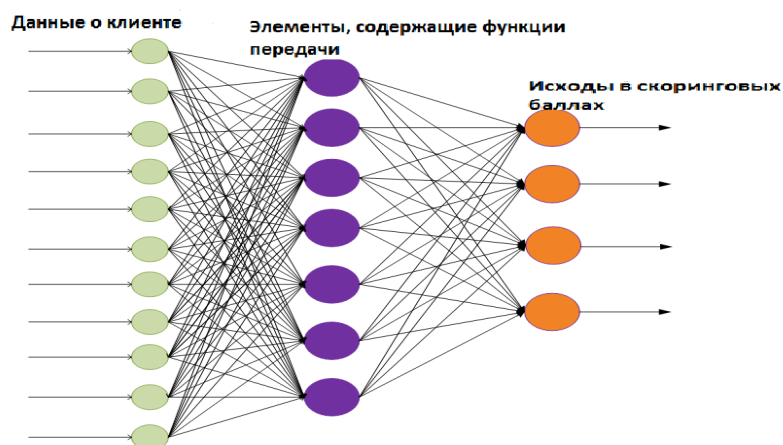 Данные о клиенте
Элементы, содержащие функции
передачи
Исходы в скоринговых
баллах